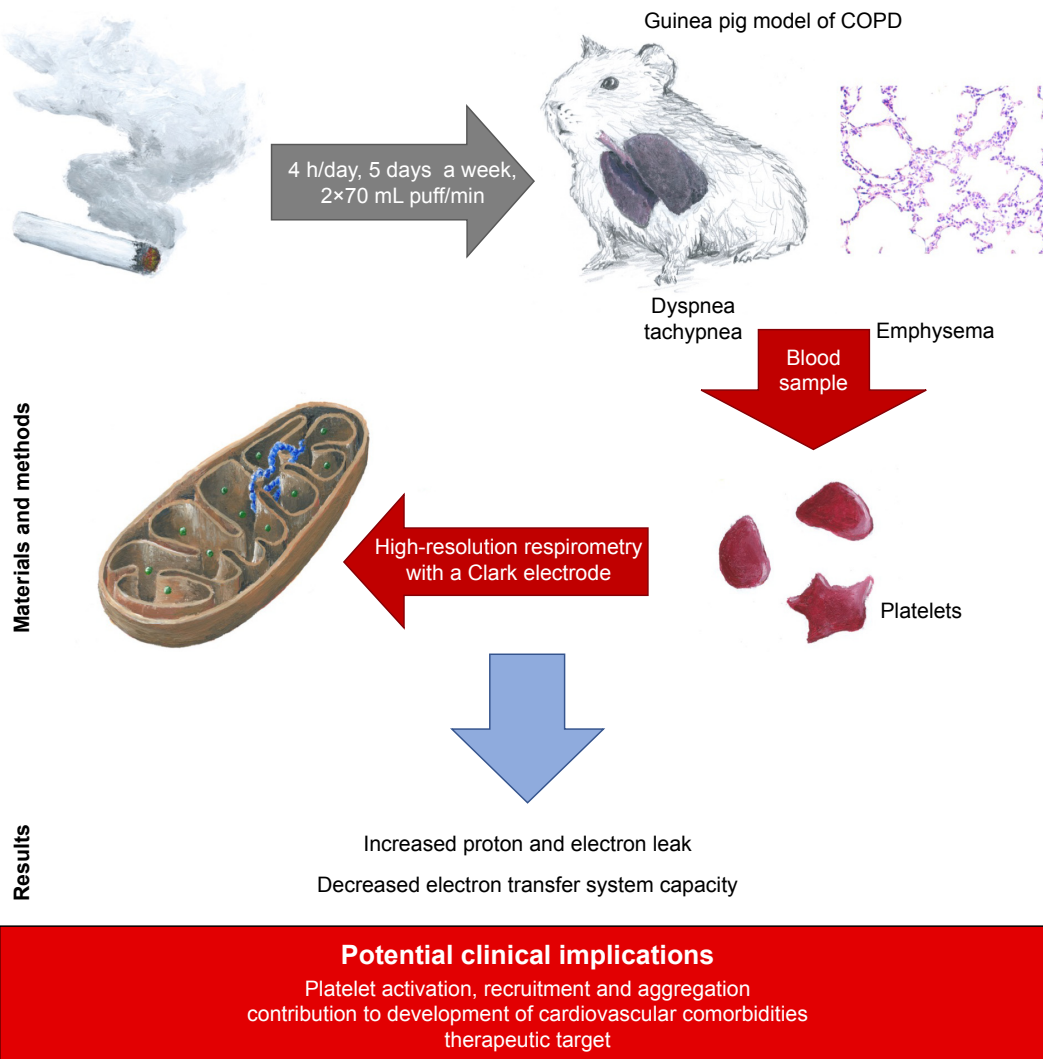 Guinea pig model of COPD
4 h/day, 5 days a week,
2×70 mL puff/min
Dyspnea
tachypnea
Emphysema
Blood
sample
Materials and methods
High-resolution respirometry
with a Clark electrode
Platelets
Results
Increased proton and electron leak
Decreased electron transfer system capacity
Potential clinical implications
Platelet activation, recruitment and aggregation
contribution to development of cardiovascular comorbidities
therapeutic target